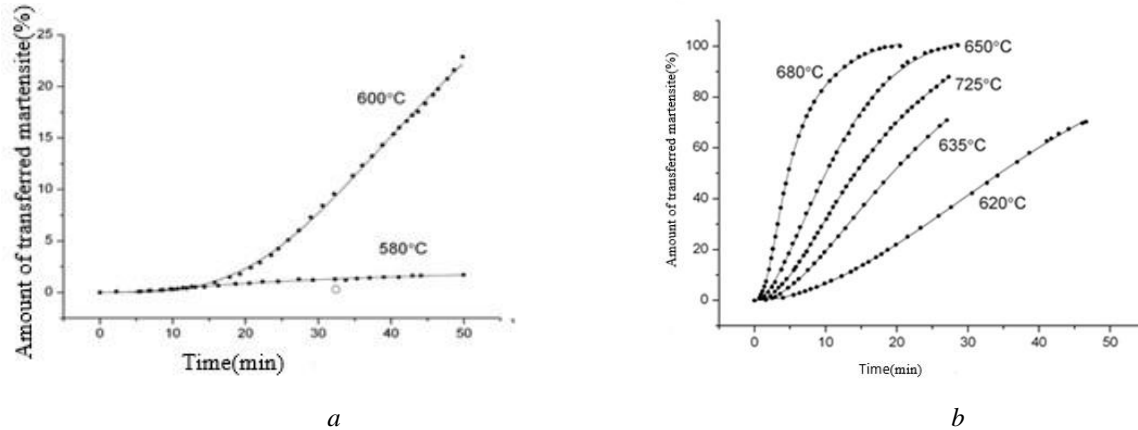 Amount of transferred martensite(%)
25
20
15
10
5
0
600°C
580°C
0 10 20 30 40 50
Time(min)
a
Amount of transferred martensite(%)
100
80
60
40
20
0
680°C
650°C
725°C
635°C
620°C
0 10 20 30 40 50
Time(min)
b